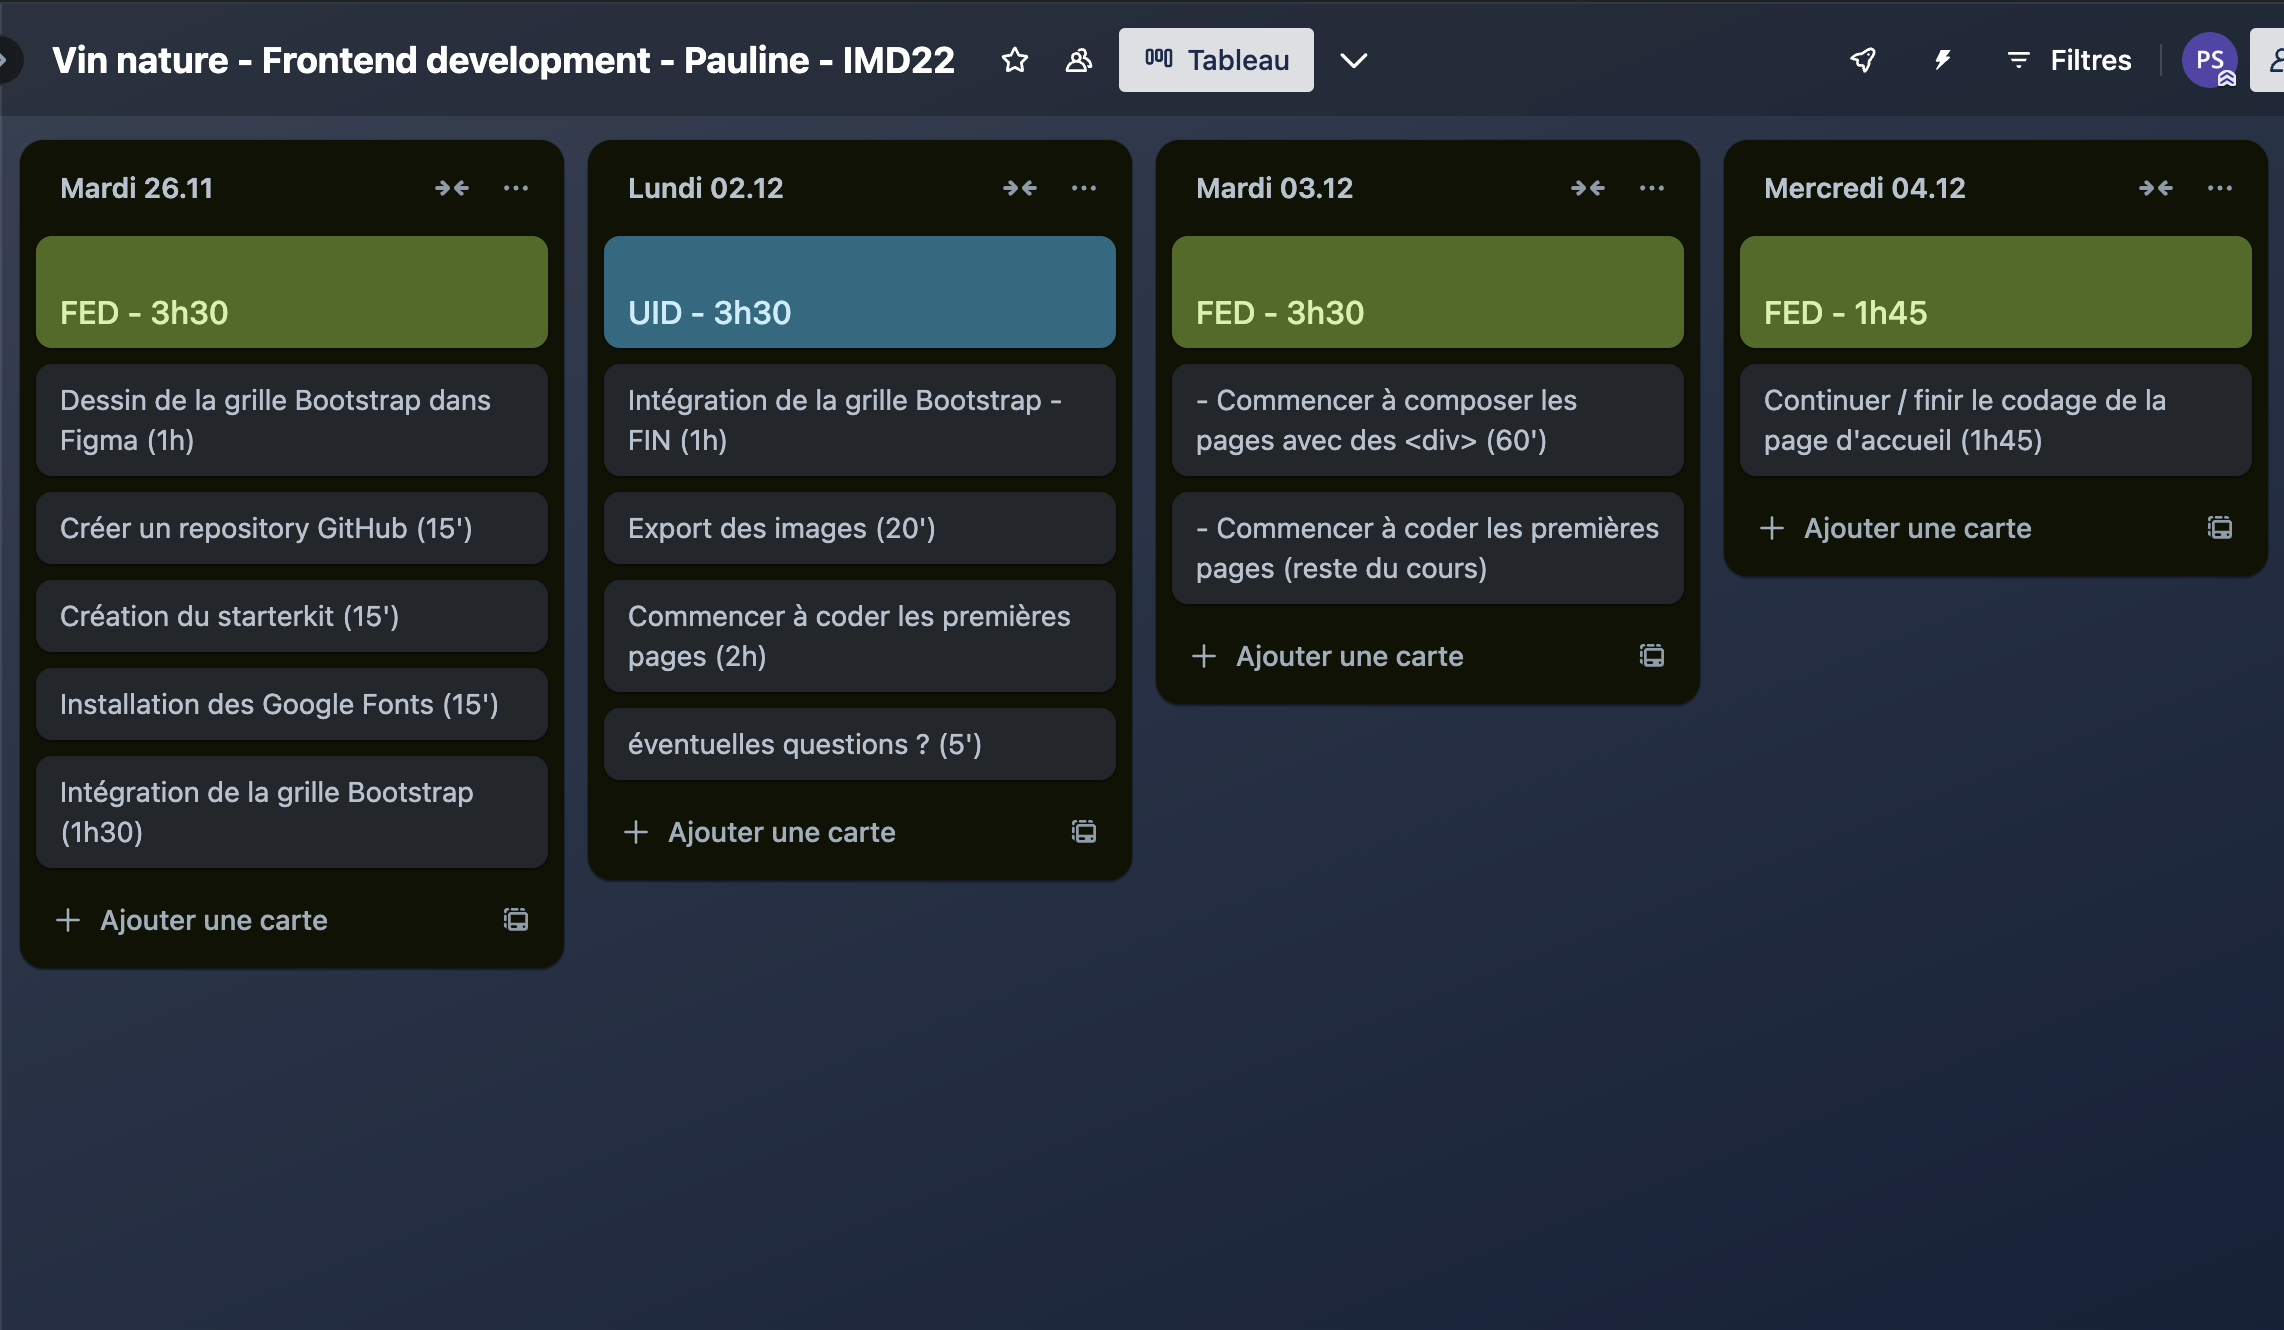 Vin nature - Frontend development - Pauline - IMD22
Tableau
Filtres
PS
Mardi 26.11
FED - 3h30
Dessin de la grille Bootstrap dans
Figma (1h)
Créer un repository GitHub (15')
Création du starterkit (15')
Installation des Google Fonts (15')
Intégration de la grille Bootstrap
(1h30)
Ajouter une carte
Lundi 02.12
UID - 3h30
Intégration de la grille Bootstrap -
FIN (1h)
Export des images (20')
Commencer à coder les premières
pages (2h)
éventuelles questions ? (5')
Ajouter une carte
Mardi 03.12
FED - 3h30
- Commencer à composer les
pages avec des <div> (60')
- Commencer à coder les premières
pages (reste du cours)
Ajouter une carte
Mercredi 04.12
FED - 1h45
Continuer / finir le codage de la
page d'accueil (1h45)
Ajouter une carte